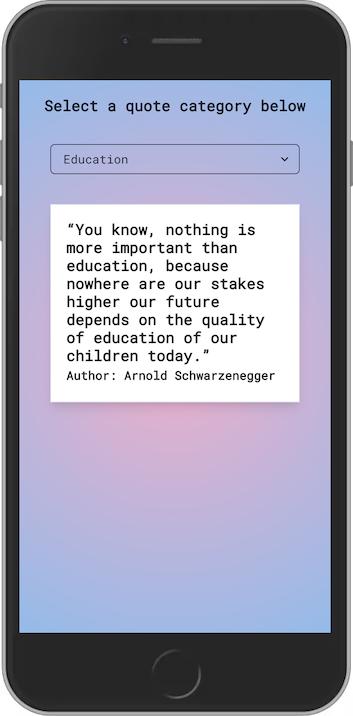 Select a quote category below
Education
“You know, nothing is
more important than
education, because
nowhere are our stakes
higher our future
depends on the quality
of education of our
children today.”
Author: Arnold Schwarzenegger